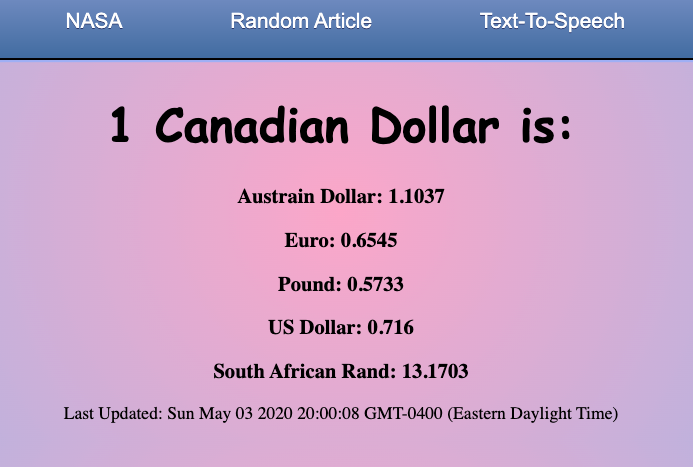 NASA Random Article Text-To-Speech
1 Canadian Dollar is:
Austrain Dollar: 1.1037
Euro: 0.6545
Pound: 0.5733
US Dollar: 0.716
South African Rand: 13.1703
Last Updated: Sun May 03 2020 20:00:08 GMT-0400 (Eastern Daylight Time)